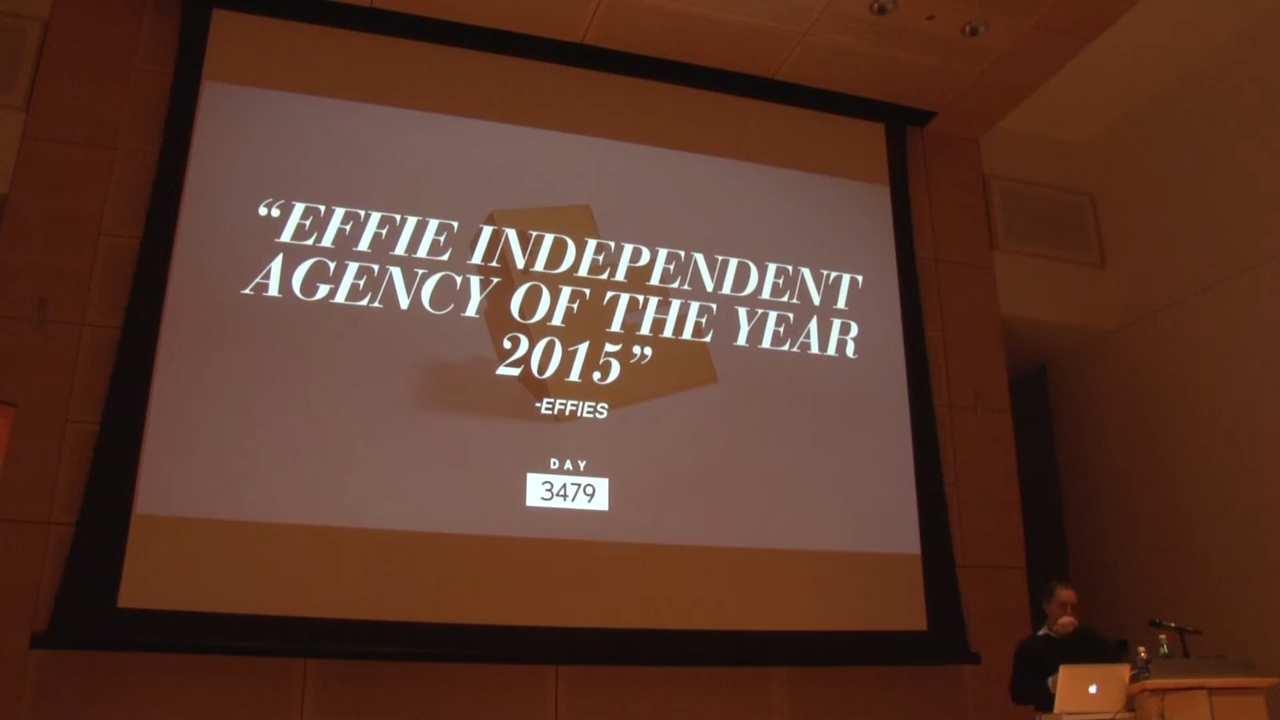 “EFFIE INDEPENDENT
AGENCY OF THE YEAR
2015”
-EFFIES
DAY
3479